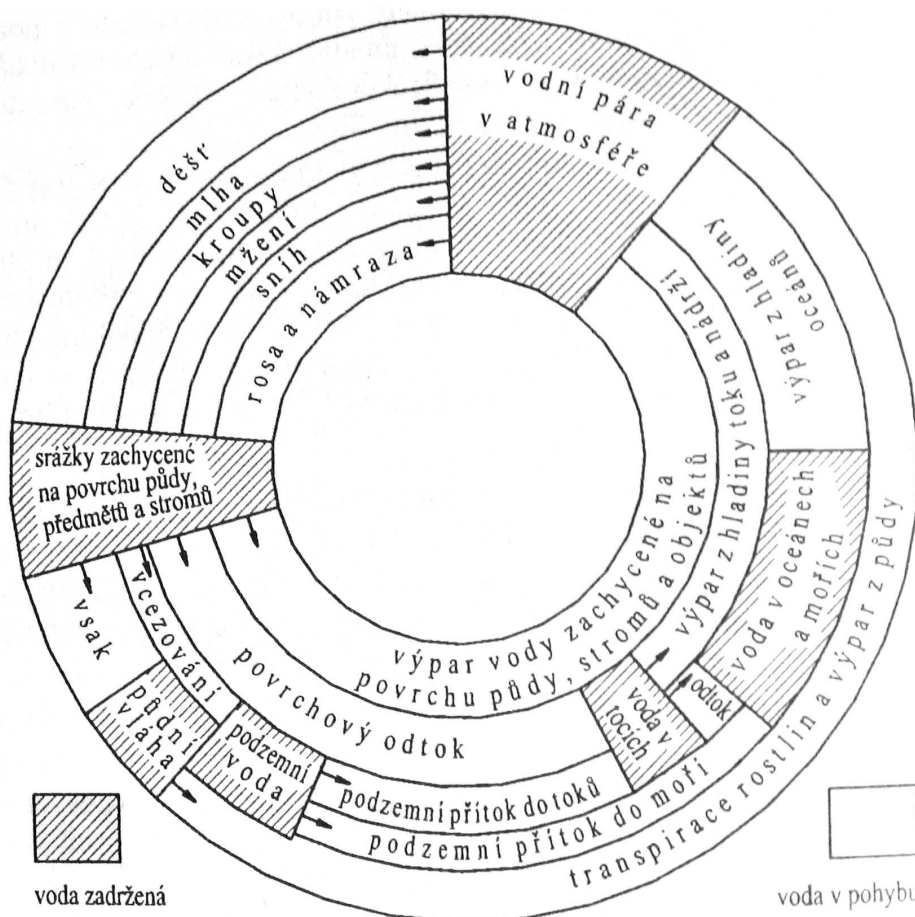 vodní pára
v atmosféře
déšť
mlha
kroupy
mžení
sníh
rosa a námraza
výpar z hladiny
oceánů
výpar z hladiny toku a nádrží
srážky zachycené
na povrchu půdy,
předmětů a stromů
voda v oceánech
a mořích
výpar vody zachycené na
povrchu půdy, stromů a objektů
vsak
vcezování
povrchový odtok
půdní
vláha
podzemní
voda
voda v
tocích
odtok
podzemní přítok do toků
podzemní přítok do moří
transpirace rostlin a výpar z půdy
voda zadržená
voda v pohybu